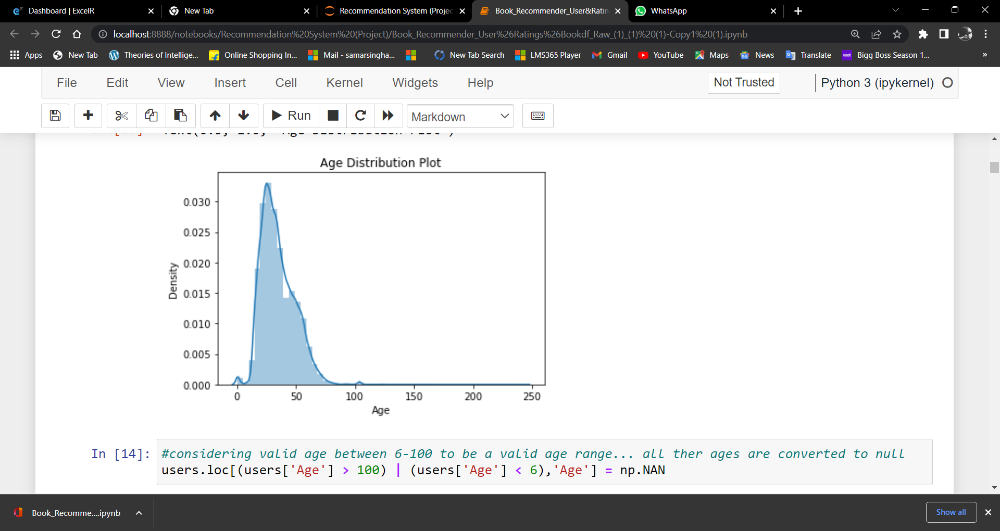 Dashboard | ExcelR
New Tab
Recommendation System (Projec
Book_Recommender_User&Ratin
WhatsApp
localhost:8888/notebooks/Recommendation%20System%20(Project)/Book_Recommender_User%26Ratings%26Bookdf_Raw_(1)_(1)%20(1)-Copy1%20(1).ipynb
Apps New Tab Theories of Intellige... Online Shopping In... Mail - samarsingha... New Tab Search LMS365 Player Gmail YouTube Maps News Translate voot Bigg Boss Season 1... »
File Edit View Insert Cell Kernel Widgets Help Not Trusted Python 3 (ipykernel)
Run Markdown
Age Distribution Plot
0.030
0.025
0.020
0.015
0.010
0.005
0.000
Density
0 50 100 150 200 250
Age
In [14]: #considering valid age between 6-100 to be a valid age range... all ther ages are converted to null
users.loc[(users['Age'] > 100) | (users['Age'] < 6),'Age'] = np.NAN
Book_Recomme....ipynb
Show all